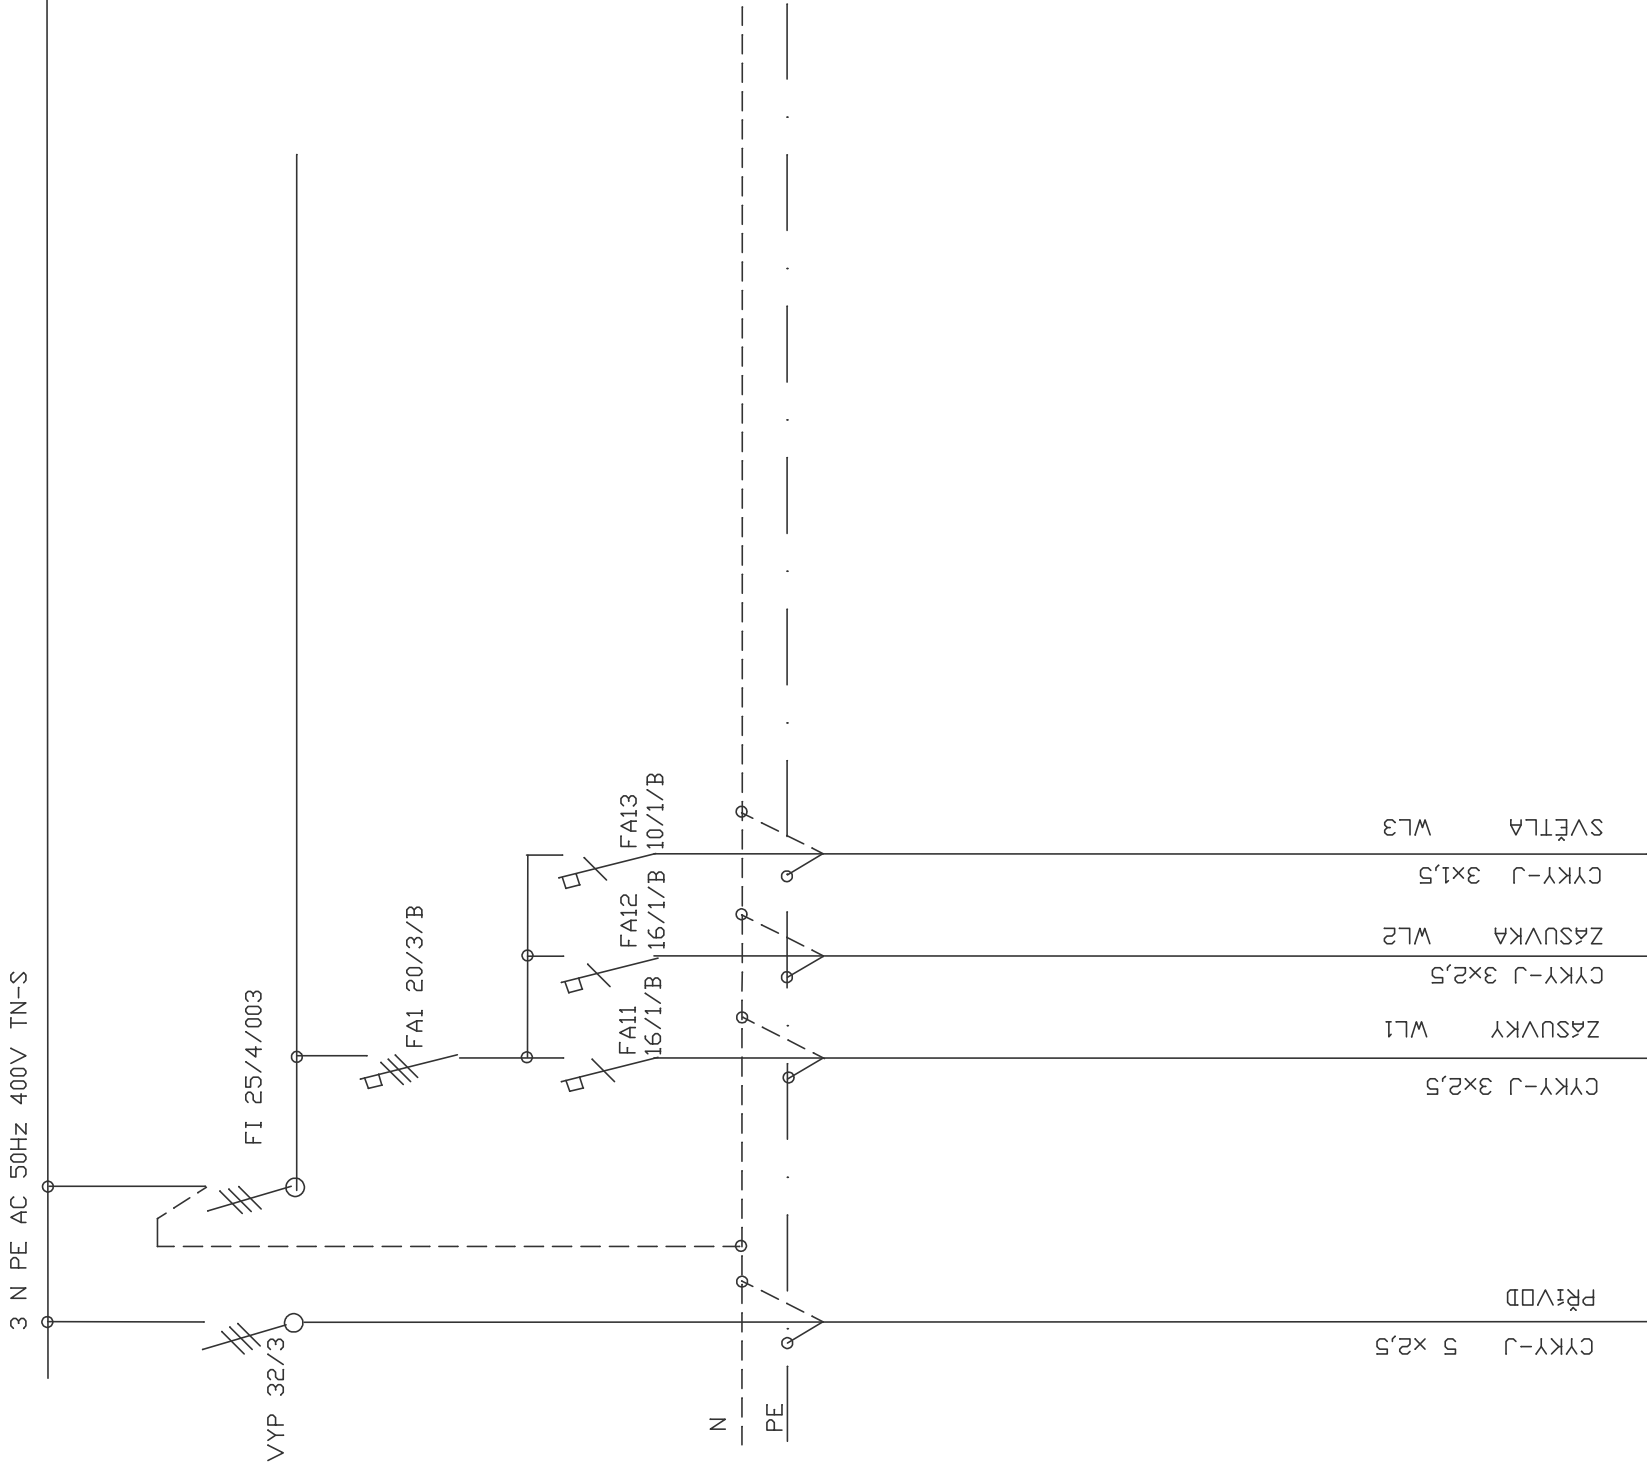 3 N PE AC 50Hz 400V TN-S
VYP 32/3
FI 25/4/003
FA1 20/3/B
FA11
16/1/B
FA12
16/1/B
FA13
10/1/B
N
PE
PŘÍVOD
CYKY-J 5 x2,5
ZÁSUVKY WL1
CYKY-J 3x2,5
ZÁSUVKA WL2
CYKY-J 3x2,5
SVĚTLA WL3
CYKY-J 3x1,5